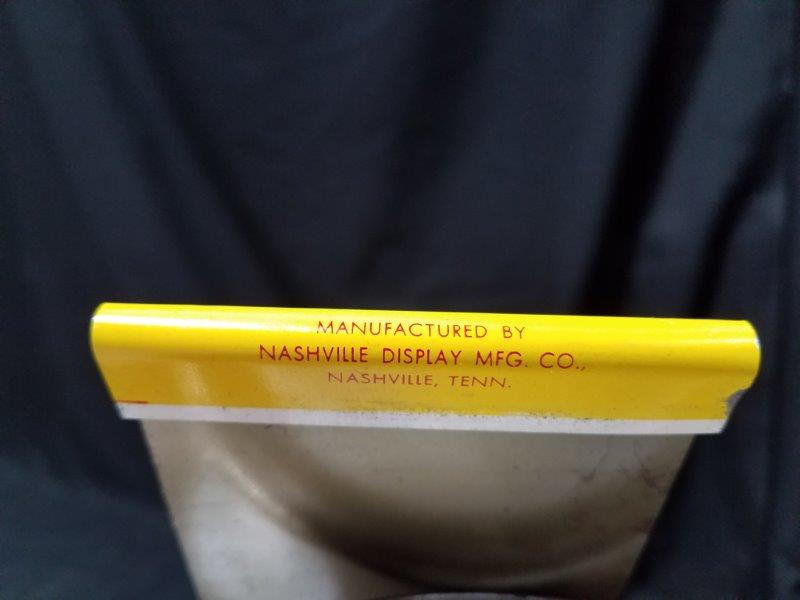 MANUFACTURED BY
NASHVILLE DISPLAY MFG. CO.,
NASHVILLE, TENN.